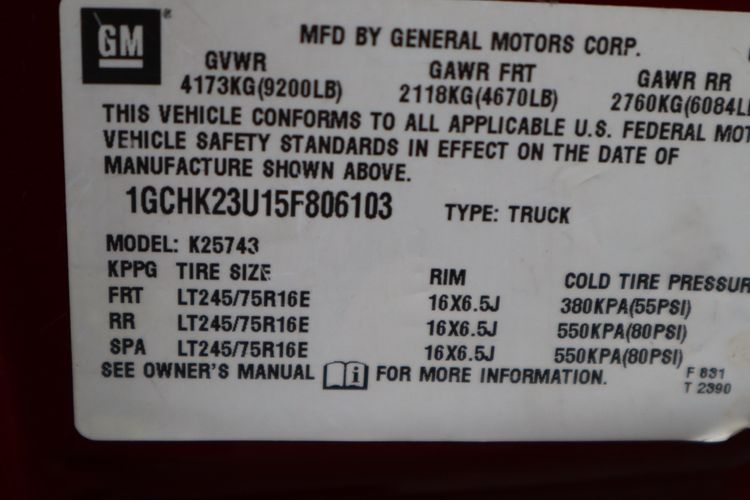 GM
MFD BY GENERAL MOTORS CORP.
GVWR GAWR FRT GAWR RR
4173KG(9200LB) 2118KG(4670LB) 2760KG(6084L
THIS VEHICLE CONFORMS TO ALL APPLICABLE U.S. FEDERAL MOT
VEHICLE SAFETY STANDARDS IN EFFECT ON THE DATE OF
MANUFACTURE SHOWN ABOVE.
1GCHK23U15F806103 TYPE: TRUCK
MODEL: K25743
KPPG TIRE SIZE RIM COLD TIRE PRESSUR
FRT LT245/75R16E 16X6.5J 380KPA(55PSI)
RR LT245/75R16E 16X6.5J 550KPA(80PSI)
SPA LT245/75R16E 16X6.5J 550KPA(80PSI)
SEE OWNER'S MANUAL i FOR MORE INFORMATION.
F 831
T 2390